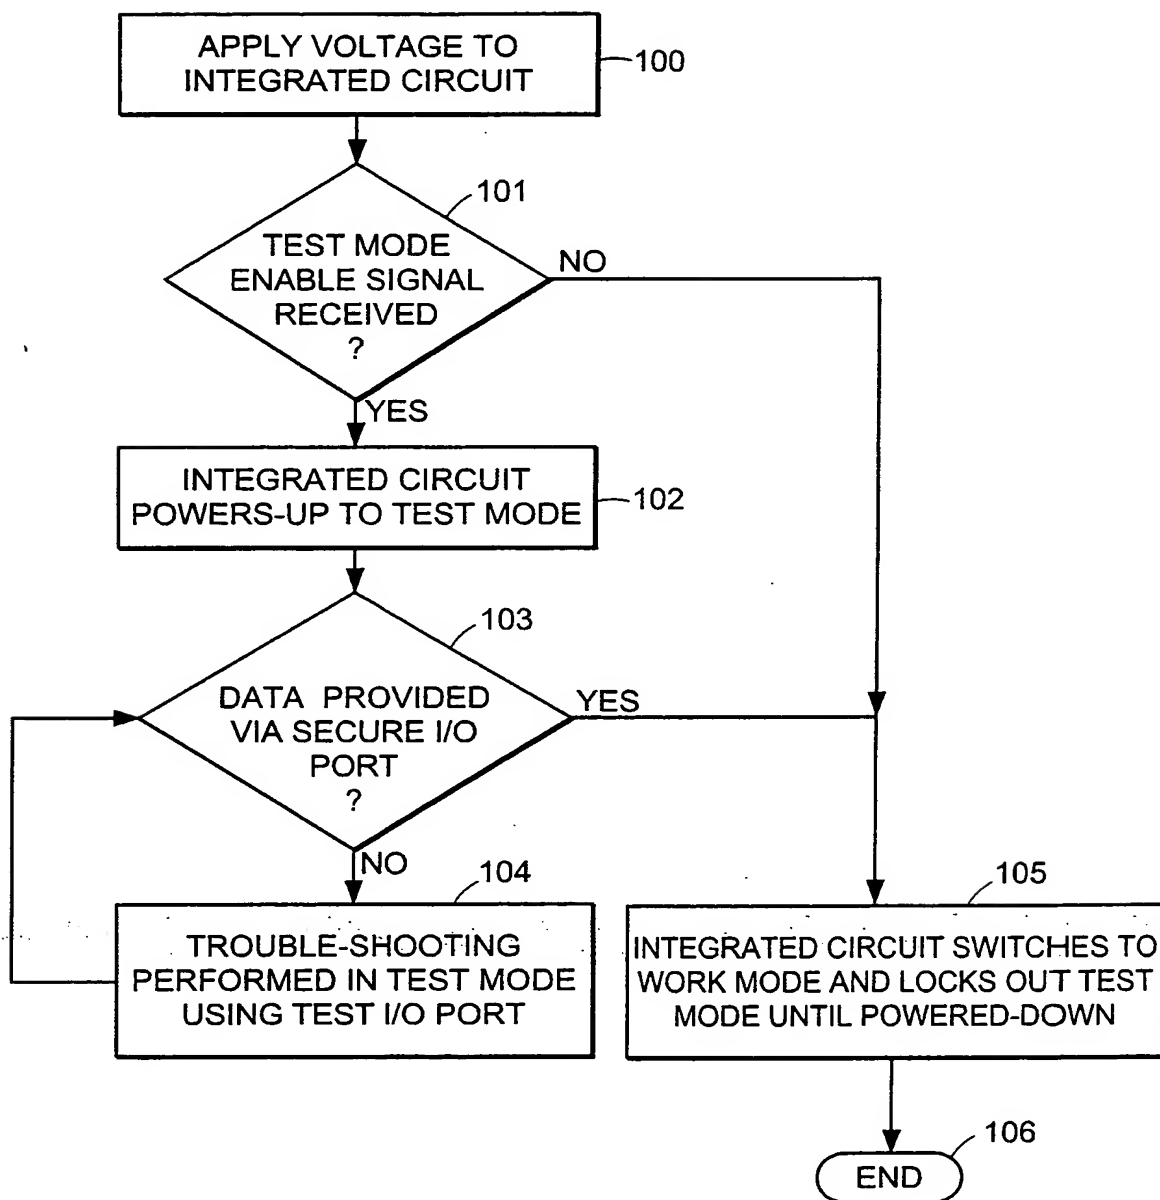 APPLY VOLTAGE TO
INTEGRATED CIRCUIT
100
101
TEST MODE
ENABLE SIGNAL
RECEIVED
?
NO
YES
INTEGRATED CIRCUIT
POWERS-UP TO TEST MODE
102
103
DATA PROVIDED
VIA SECURE I/O
PORT
?
YES
NO
104
TROUBLE-SHOOTING
PERFORMED IN TEST MODE
USING TEST I/O PORT
105
INTEGRATED CIRCUIT SWITCHES TO
WORK MODE AND LOCKS OUT TEST
MODE UNTIL POWERED-DOWN
106
END